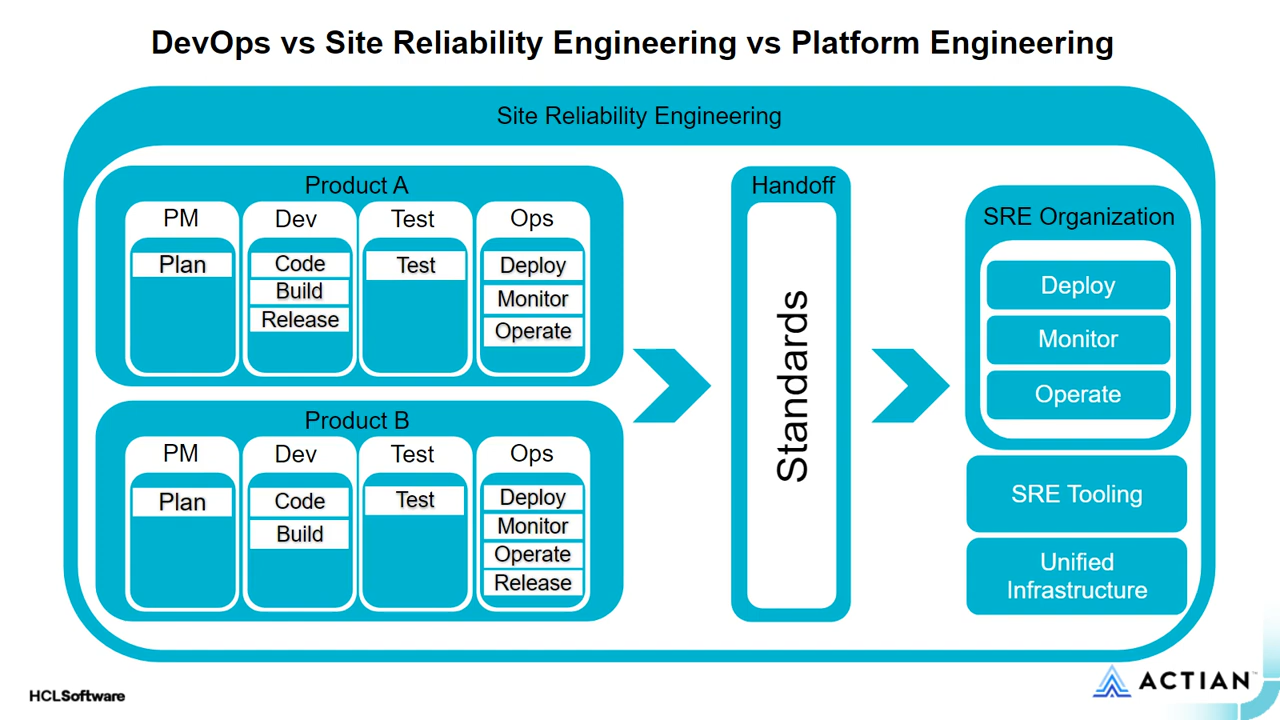 DevOps vs Site Reliability Engineering vs Platform Engineering
Site Reliability Engineering
Product A
PM
Plan
Dev
Code
Build
Release
Test
Test
Ops
Deploy
Monitor
Operate
Product B
PM
Plan
Dev
Code
Build
Test
Test
Ops
Deploy
Monitor
Operate
Release
Handoff
Standards
SRE Organization
Deploy
Monitor
Operate
SRE Tooling
Unified
Infrastructure
HCLSoftware
ACTIAN